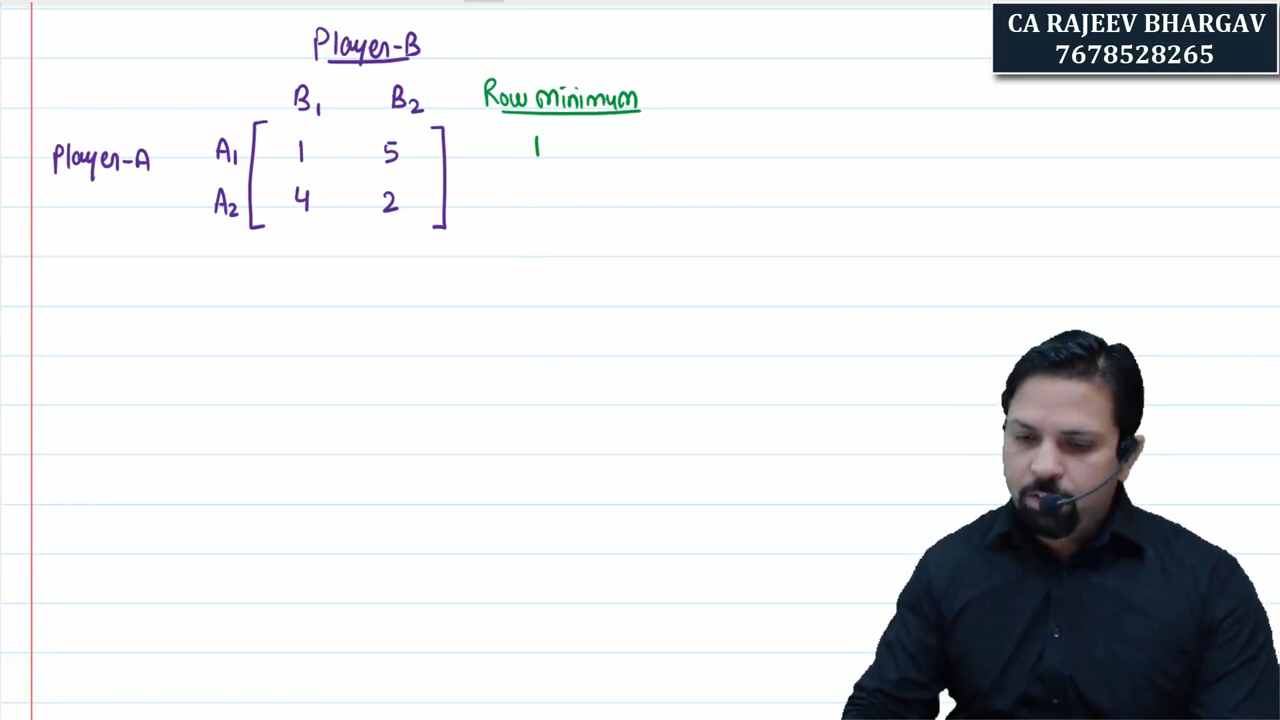 CA RAJEEV BHARGAV
7678528265
Player-B
B1 B2 Row minimum
Player-A A1 1 5 1
A2 4 2